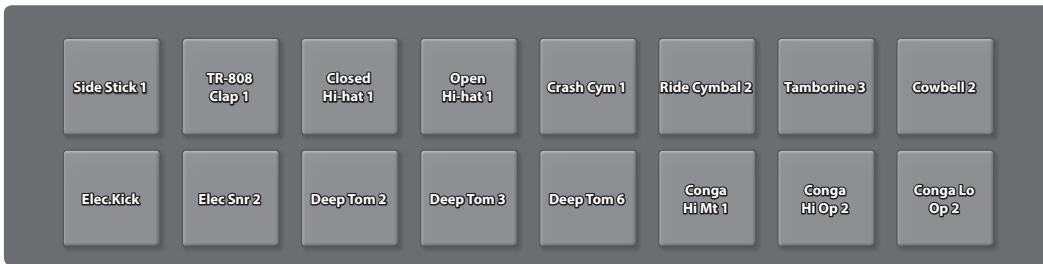 Side Stick 1
TR-808
Clap 1
Closed
Hi-hat 1
Open
Hi-hat 1
Crash Cym 1
Ride Cymbal 2
Tamborine 3
Cowbell 2
Elec.Kick
Elec Snr 2
Deep Tom 2
Deep Tom 3
Deep Tom 6
Conga
Hi Mt 1
Conga
Hi Op 2
Conga Lo
Op 2